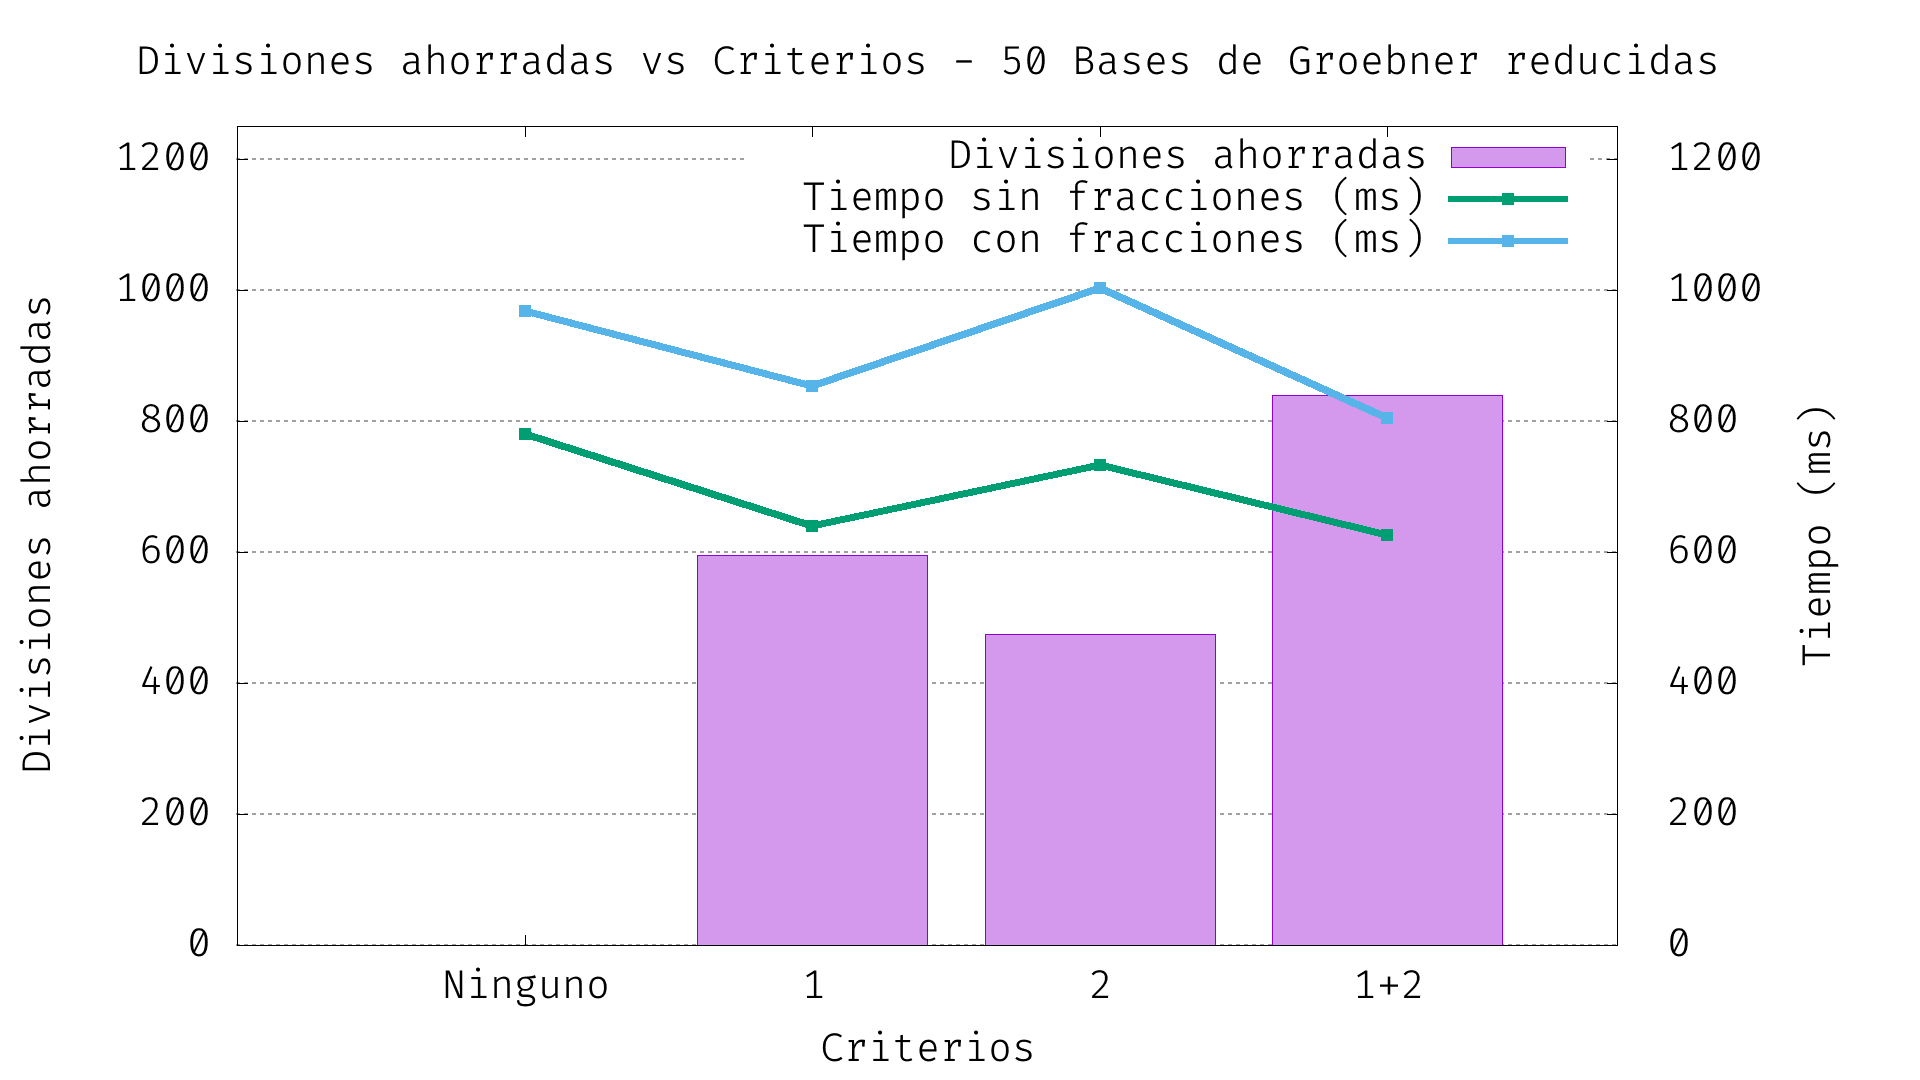 Divisiones ahorradas vs Criterios - 50 Bases de Groebner reducidas
Divisiones ahorradas
Tiempo sin fracciones (ms)
Tiempo con fracciones (ms)
1200
1000
800
600
400
200
0
Divisiones ahorradas
1200
1000
800
600
400
200
0
Tiempo (ms)
Ninguno 1 2 1+2
Criterios